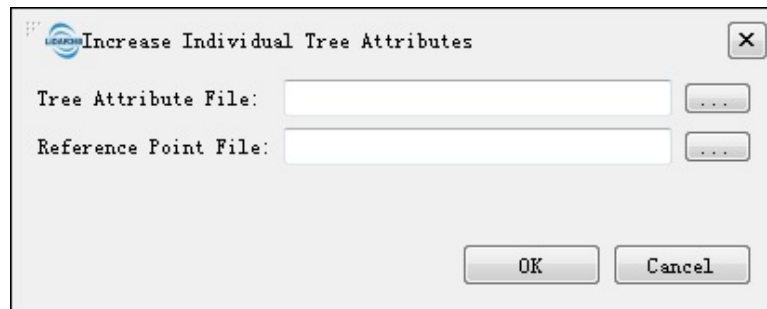 Increase Individual Tree Attributes
Tree Attribute File:
...
Reference Point File:
...
OK
Cancel